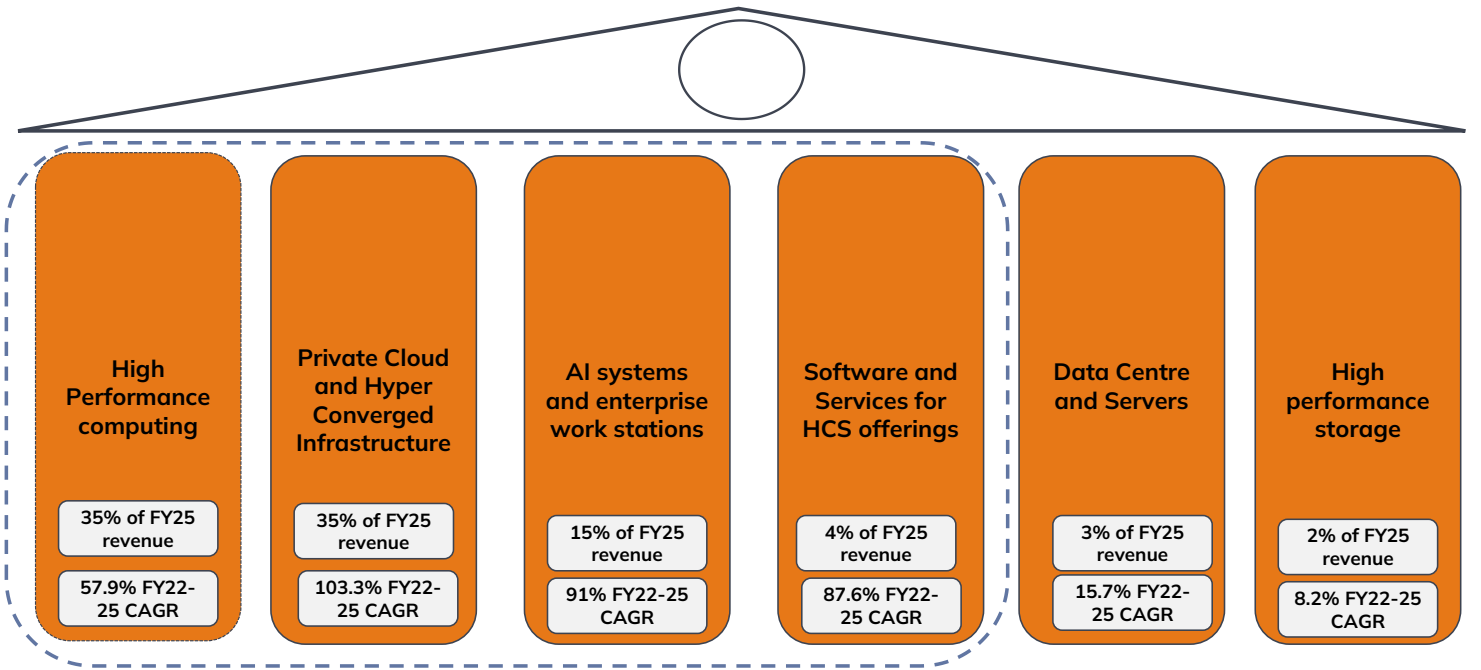 High
Performance
computing
35% of FY25
revenue
57.9% FY22-
25 CAGR
Private Cloud
and Hyper
Converged
Infrastructure
35% of FY25
revenue
103.3% FY22-
25 CAGR
AI systems
and enterprise
work stations
15% of FY25
revenue
91% FY22-25
CAGR
Software and
Services for
HCS offerings
4% of FY25
revenue
87.6% FY22-
25 CAGR
Data Centre
and Servers
3% of FY25
revenue
15.7% FY22-
25 CAGR
High
performance
storage
2% of FY25
revenue
8.2% FY22-25
CAGR